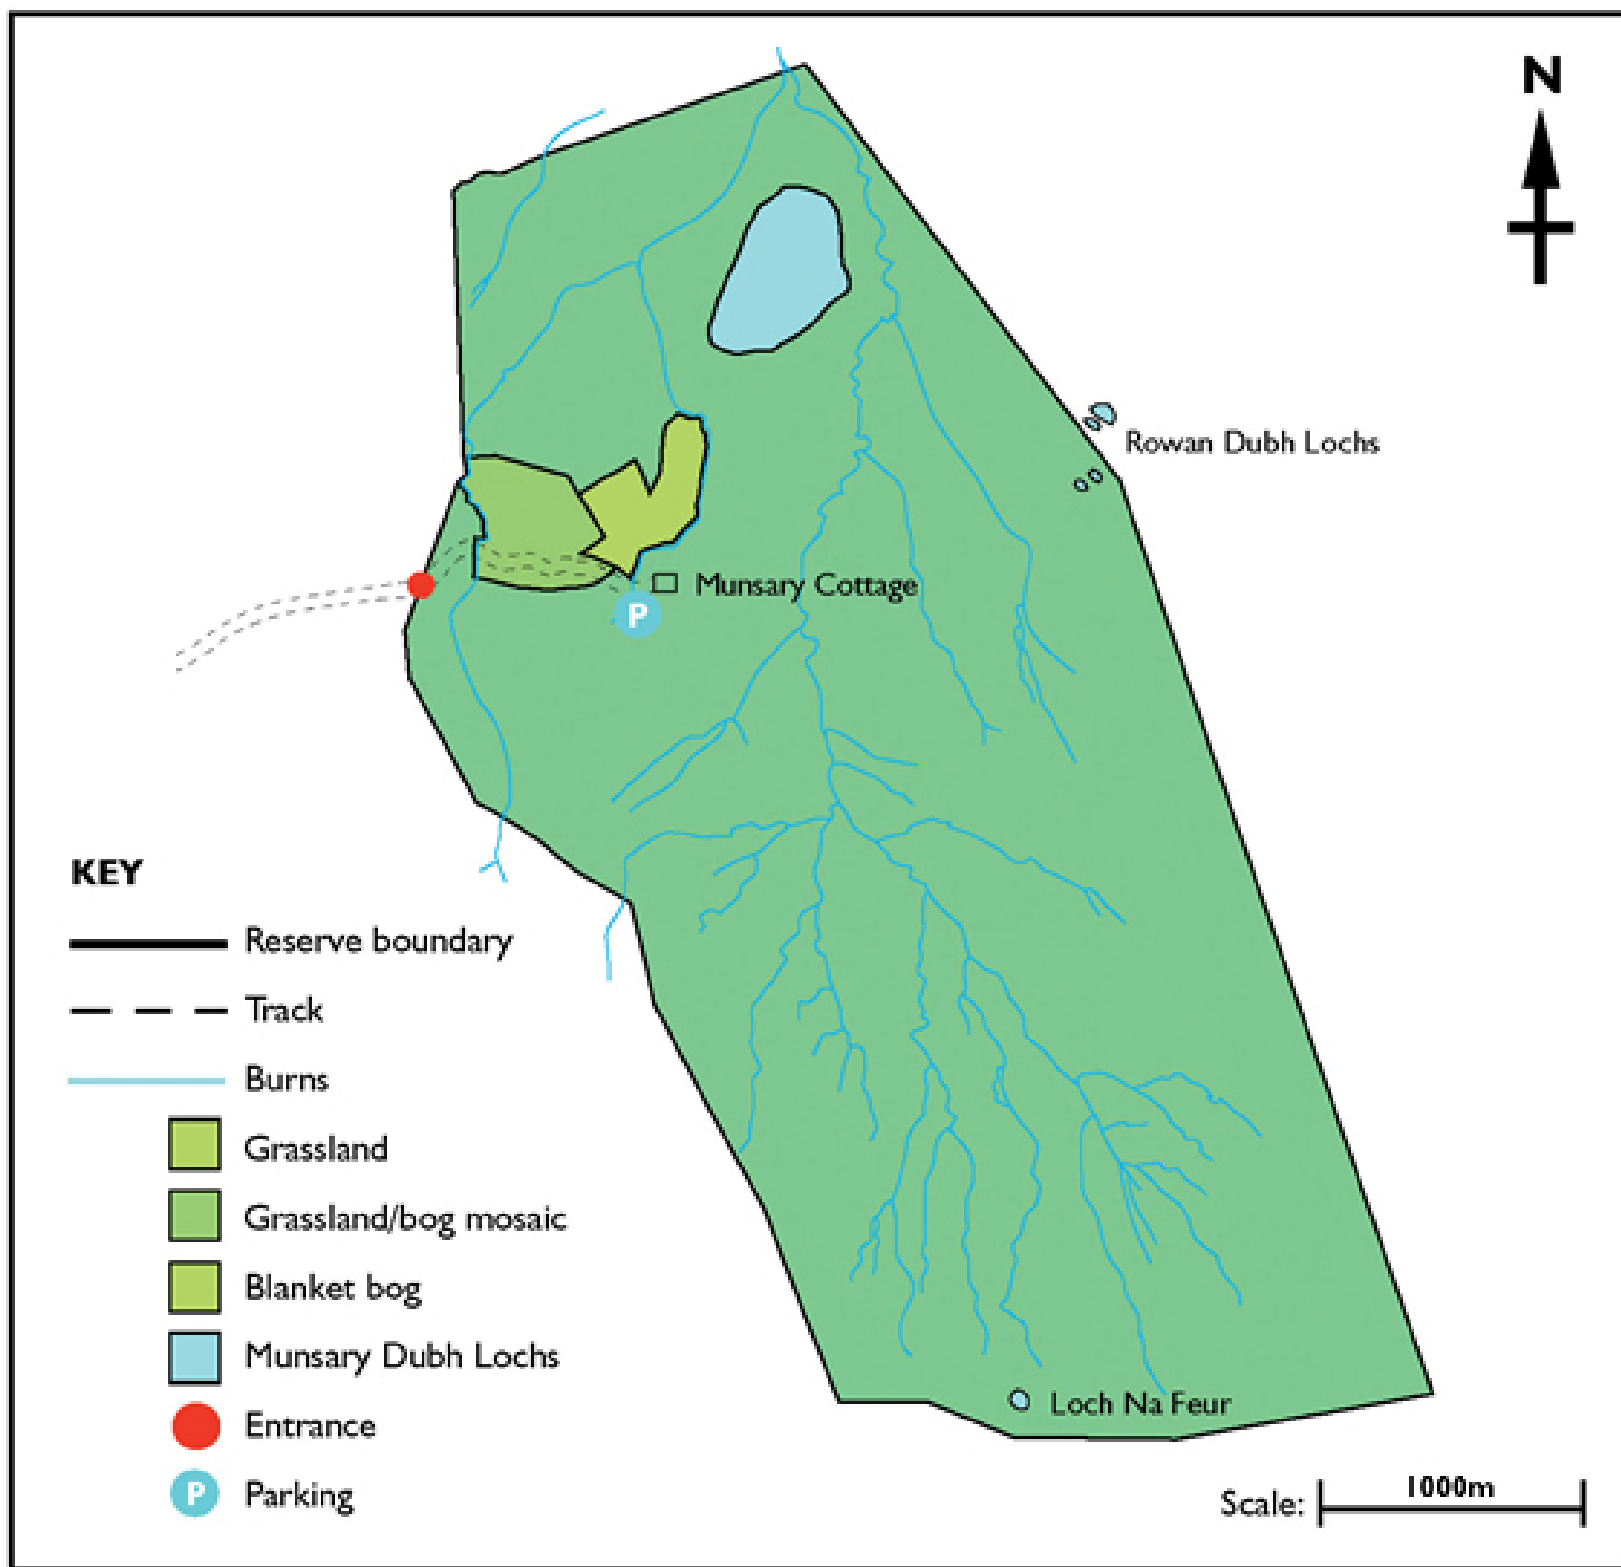 N
Rowan Dubh Lochs
Munsary Cottage
P
KEY
Reserve boundary
Track
Burns
Grassland
Grassland/bog mosaic
Blanket bog
Munsary Dubh Lochs
Entrance
P Parking
Loch Na Feur
Scale: 1000m